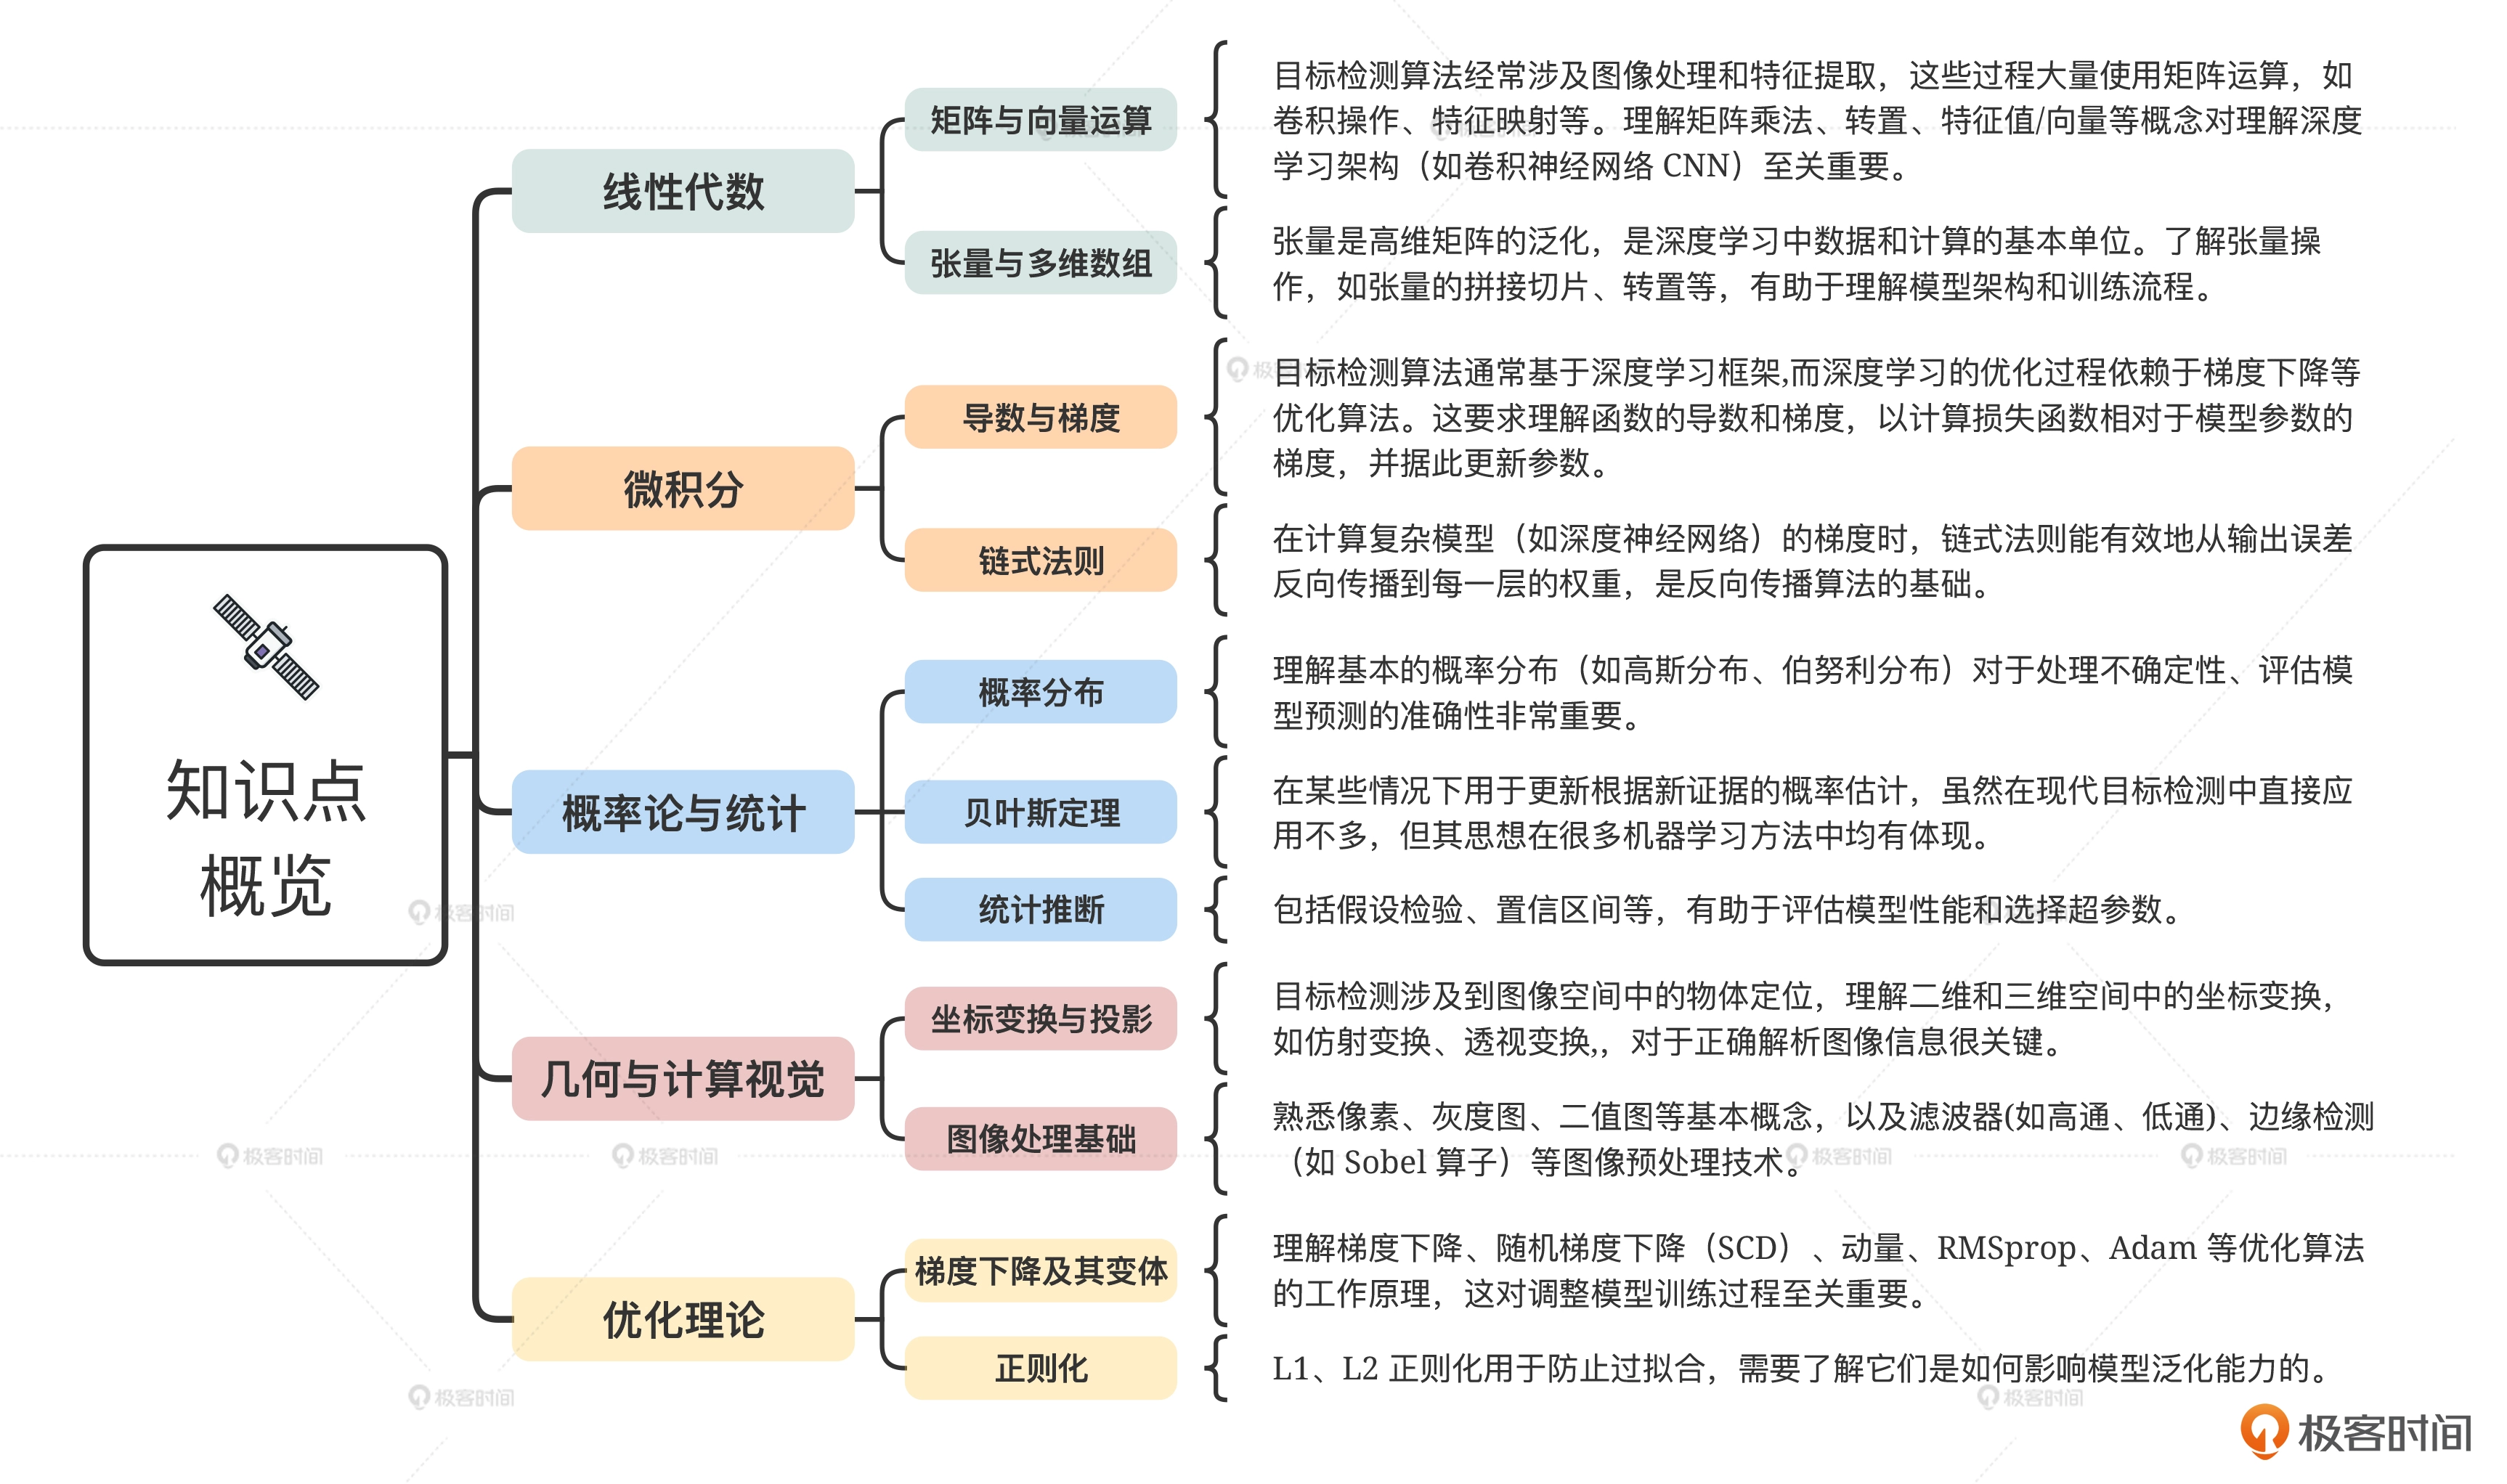 知识点
概览
线性代数
矩阵与向量运算
目标检测算法经常涉及图像处理和特征提取，这些过程大量使用矩阵运算，如
卷积操作、特征映射等。理解矩阵乘法、转置、特征值/向量等概念对理解深度
学习架构（如卷积神经网络 CNN）至关重要。
张量与多维数组
张量是高维矩阵的泛化，是深度学习中数据和计算的基本单位。了解张量操
作，如张量的拼接切片、转置等，有助于理解模型架构和训练流程。
微积分
导数与梯度
目标检测算法通常基于深度学习框架,而深度学习的优化过程依赖于梯度下降等
优化算法。这要求理解函数的导数和梯度，以计算损失函数相对于模型参数的
梯度，并据此更新参数。
链式法则
在计算复杂模型（如深度神经网络）的梯度时，链式法则能有效地从输出误差
反向传播到每一层的权重，是反向传播算法的基础。
概率论与统计
概率分布
理解基本的概率分布（如高斯分布、伯努利分布）对于处理不确定性、评估模
型预测的准确性非常重要。
贝叶斯定理
在某些情况下用于更新根据新证据的概率估计，虽然在现代目标检测中直接应
用不多，但其思想在很多机器学习方法中均有体现。
统计推断
包括假设检验、置信区间等，有助于评估模型性能和选择超参数。
几何与计算视觉
坐标变换与投影
目标检测涉及到图像空间中的物体定位，理解二维和三维空间中的坐标变换，
如仿射变换、透视变换,，对于正确解析图像信息很关键。
图像处理基础
熟悉像素、灰度图、二值图等基本概念，以及滤波器(如高通、低通)、边缘检测
（如 Sobel 算子）等图像预处理技术。
优化理论
梯度下降及其变体
理解梯度下降、随机梯度下降（SCD）、动量、RMSprop、Adam 等优化算法
的工作原理，这对调整模型训练过程至关重要。
正则化
L1、L2 正则化用于防止过拟合，需要了解它们是如何影响模型泛化能力的。
极客时间
极客时间
极客时间
极客时间
极客时间
极客时间
极客时间
极客时间